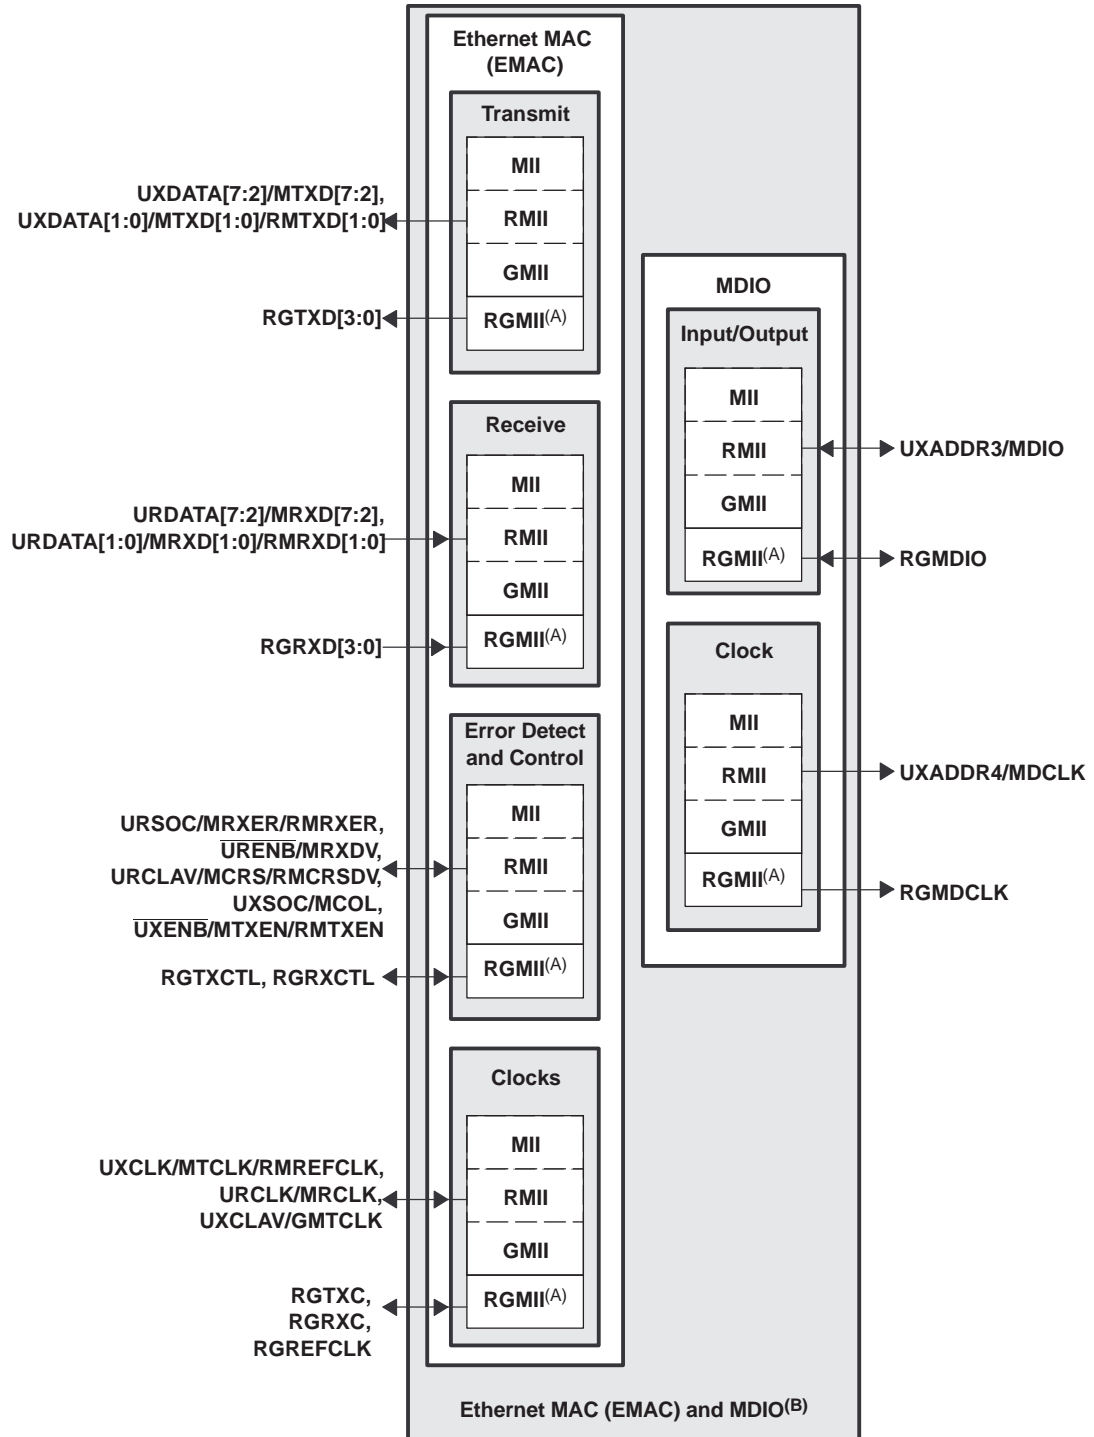 Ethernet MAC
(EMAC)
Transmit
MII
UXDATA[7:2]/MTXD[7:2],
UXDATA[1:0]/MTXD[1:0]/RMTXD[1:0]
RMII
GMII
RGTXD[3:0]
RGMII(A)
Receive
MII
URDATA[7:2]/MRXD[7:2],
URDATA[1:0]/MRXD[1:0]/RMRXD[1:0]
RMII
GMII
RGRXD[3:0]
RGMII(A)
Error Detect
and Control
MII
URSOC/MRXER/RMRXER,
URENB/MRXDV,
URCLAV/MCRS/RMCRSDV,
UXSOC/MCOL,
UXENB/MTXEN/RMTXEN
RMII
GMII
RGTXCTL, RGRXCTL
RGMII(A)
Clocks
MII
UXCLK/MTCLK/RMREFCLK,
URCLK/MRCLK,
UXCLAV/GMTCLK
RMII
GMII
RGTXC,
RGRXC,
RGREFCLK
RGMII(A)
MDIO
Input/Output
MII
RMII
UXADDR3/MDIO
GMII
RGMII(A)
RGMDIO
Clock
MII
RMII
UXADDR4/MDCLK
GMII
RGMII(A)
RGMDCLK
Ethernet MAC (EMAC) and MDIO(B)